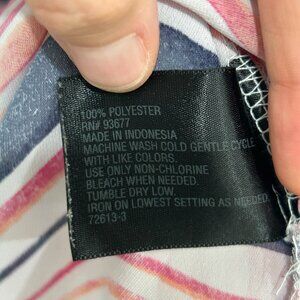 100% POLYESTER
RN# 93677
MADE IN INDONESIA
MACHINE WASH COLD GENTLE CYCLE
WITH LIKE COLORS.
USE ONLY NON-CHLORINE
BLEACH WHEN NEEDED.
TUMBLE DRY LOW.
IRON ON LOWEST SETTING AS NEEDED.
72613-3